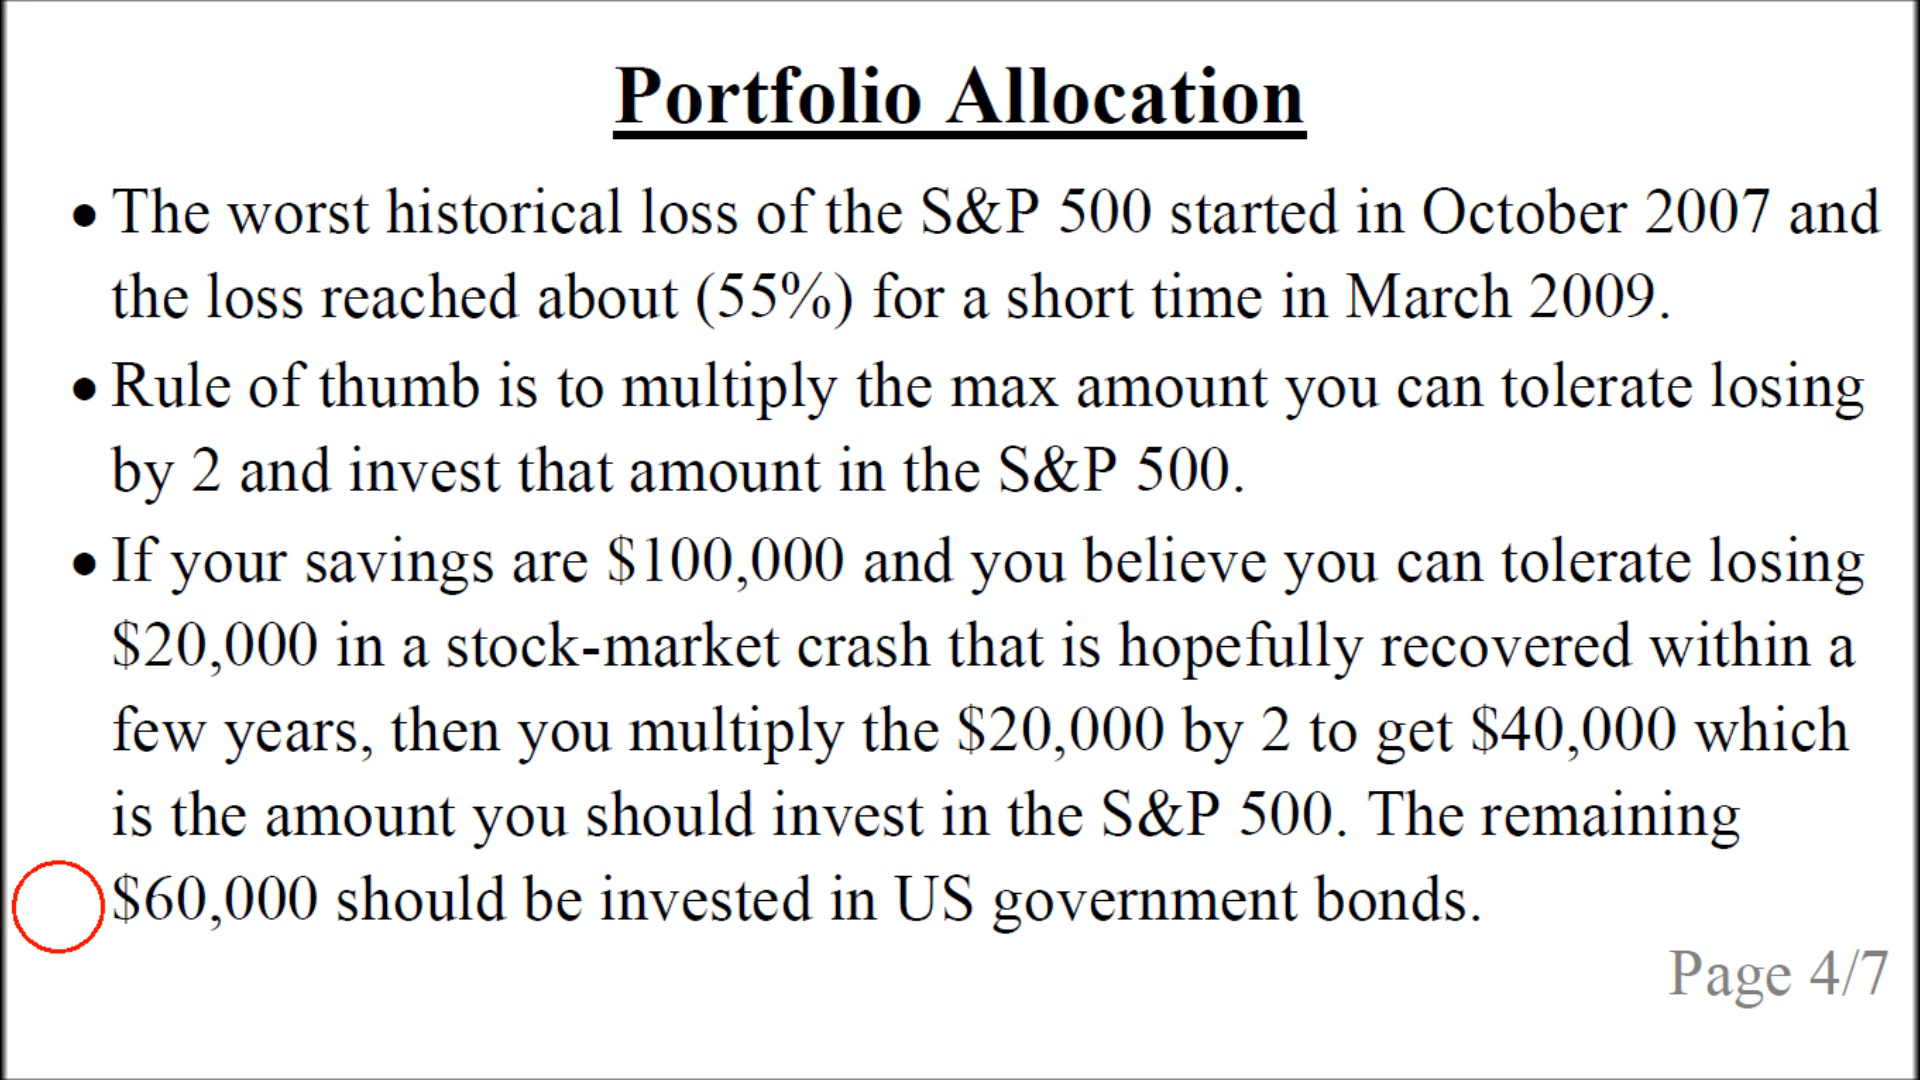 Portfolio Allocation
• The worst historical loss of the S&P 500 started in October 2007 and
the loss reached about (55%) for a short time in March 2009.
• Rule of thumb is to multiply the max amount you can tolerate losing
by 2 and invest that amount in the S&P 500.
• If your savings are $100,000 and you believe you can tolerate losing
$20,000 in a stock-market crash that is hopefully recovered within a
few years, then you multiply the $20,000 by 2 to get $40,000 which
is the amount you should invest in the S&P 500. The remaining
$60,000 should be invested in US government bonds.
Page 4/7